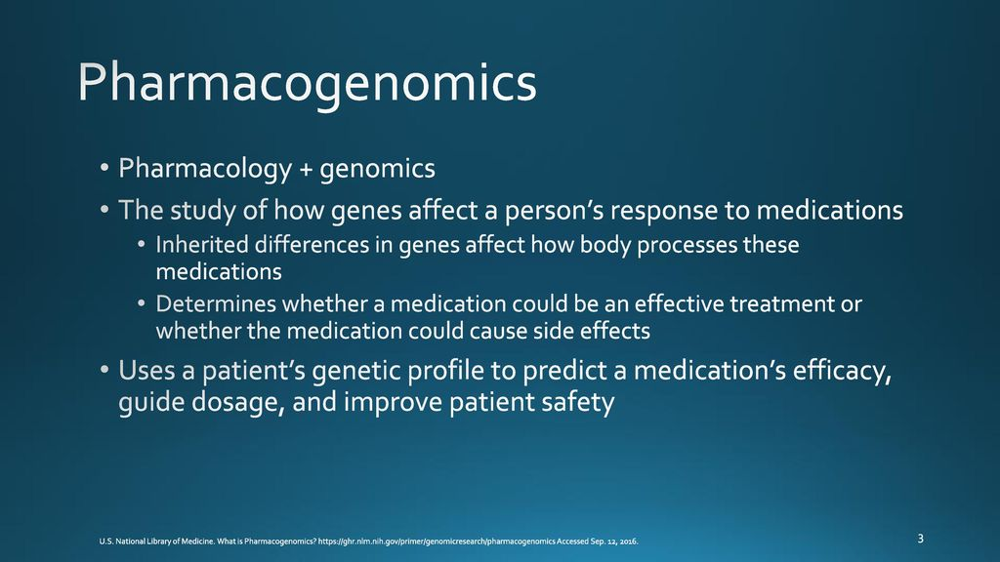 Pharmacogenomics
• Pharmacology + genomics
• The study of how genes affect a person’s response to medications
• Inherited differences in genes affect how body processes these
medications
• Determines whether a medication could be an effective treatment or
whether the medication could cause side effects
• Uses a patient’s genetic profile to predict a medication’s efficacy,
guide dosage, and improve patient safety
U.S. National Library of Medicine. What is Pharmacogenomics? https://ghr.nlm.nih.gov/primer/genomicresearch/pharmacogenomics Accessed Sep. 12, 2016.
3